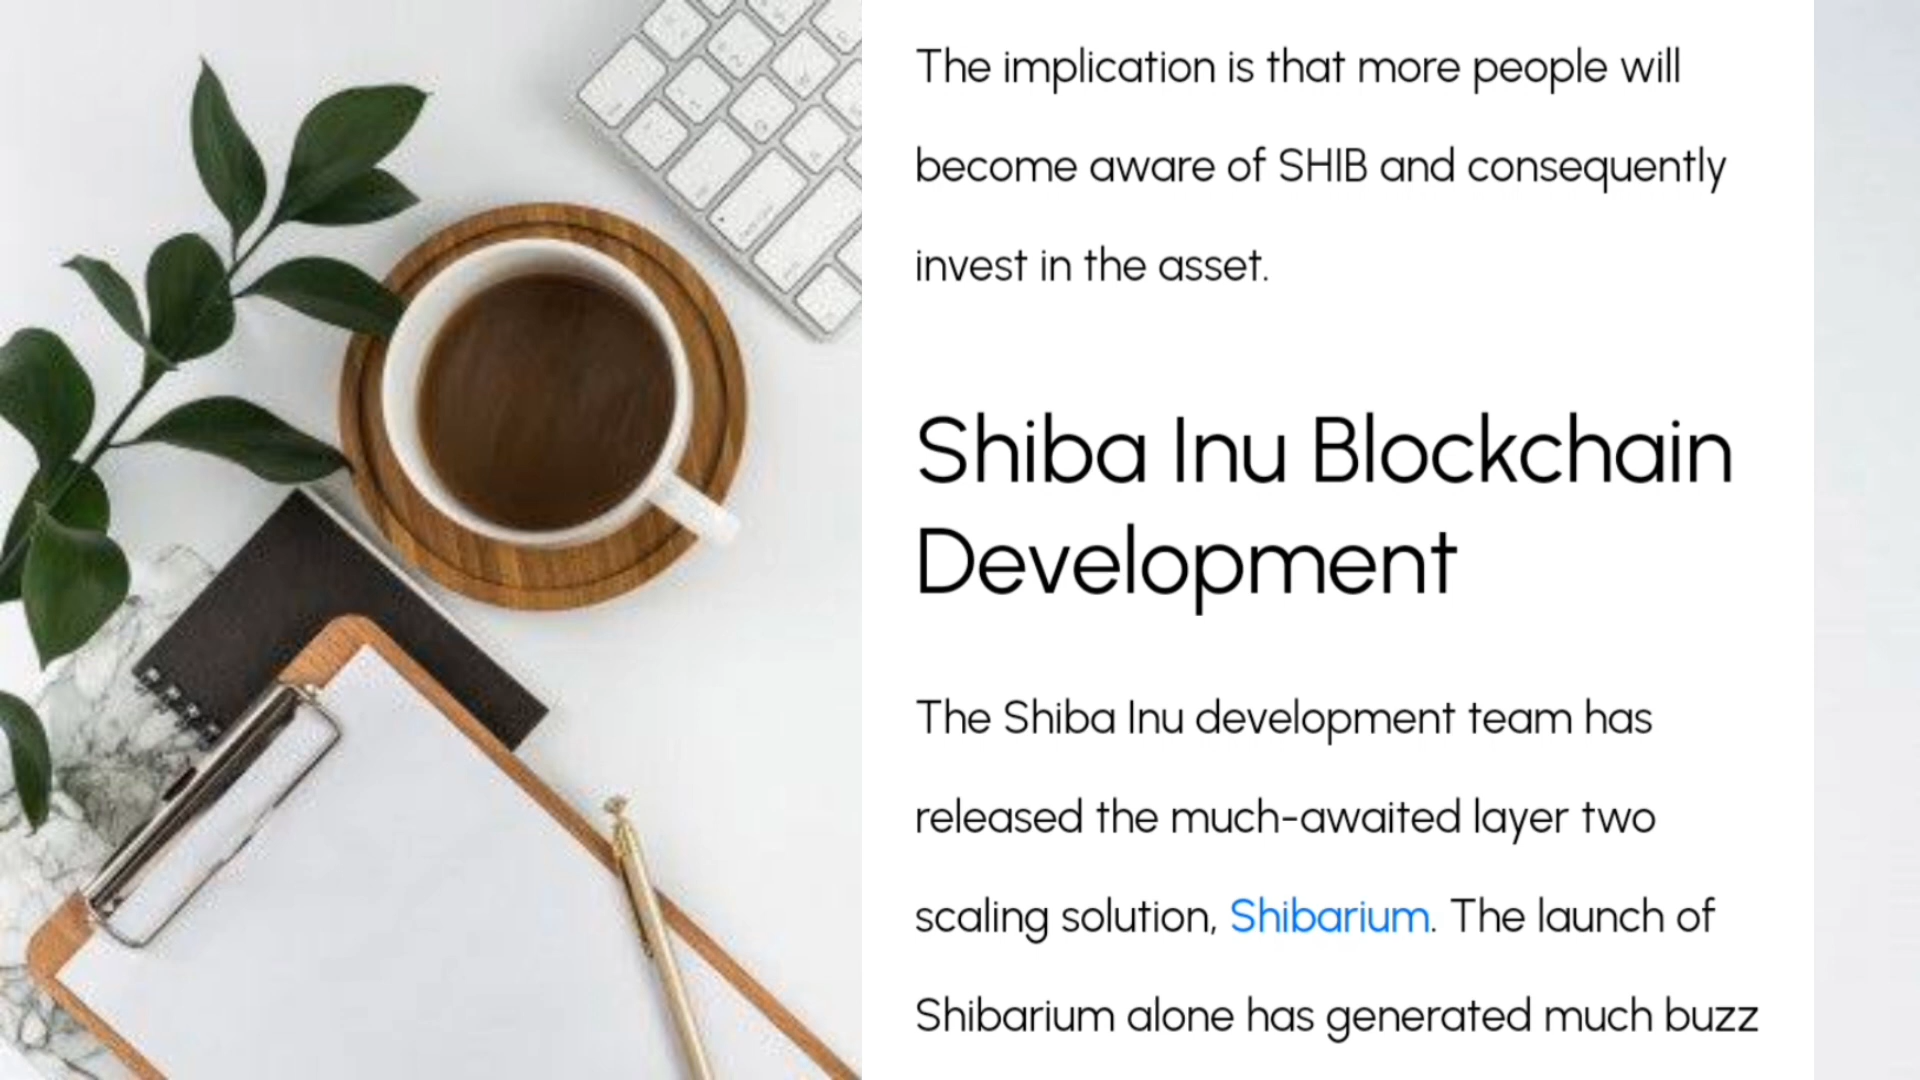 The implication is that more people will
become aware of SHIB and consequently
invest in the asset.
Shiba Inu Blockchain
Development
The Shiba Inu development team has
released the much-awaited layer two
scaling solution, Shibarium. The launch of
Shibarium alone has generated much buzz